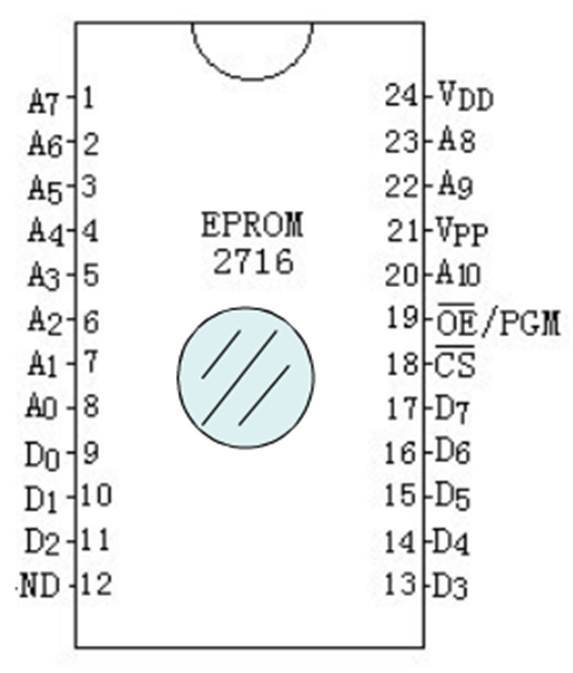 A7 1 24 VDD
A6 2 23 A8
A5 3 22 A9
A4 4 21 VPP
EPROM
2716
A3 5 20 A10
A2 6 19 O̅E̅/PGM
A1 7 18 C̅S̅
A0 8 17 D7
D0 9 16 D6
D1 10 15 D5
D2 11 14 D4
ND 12 13 D3